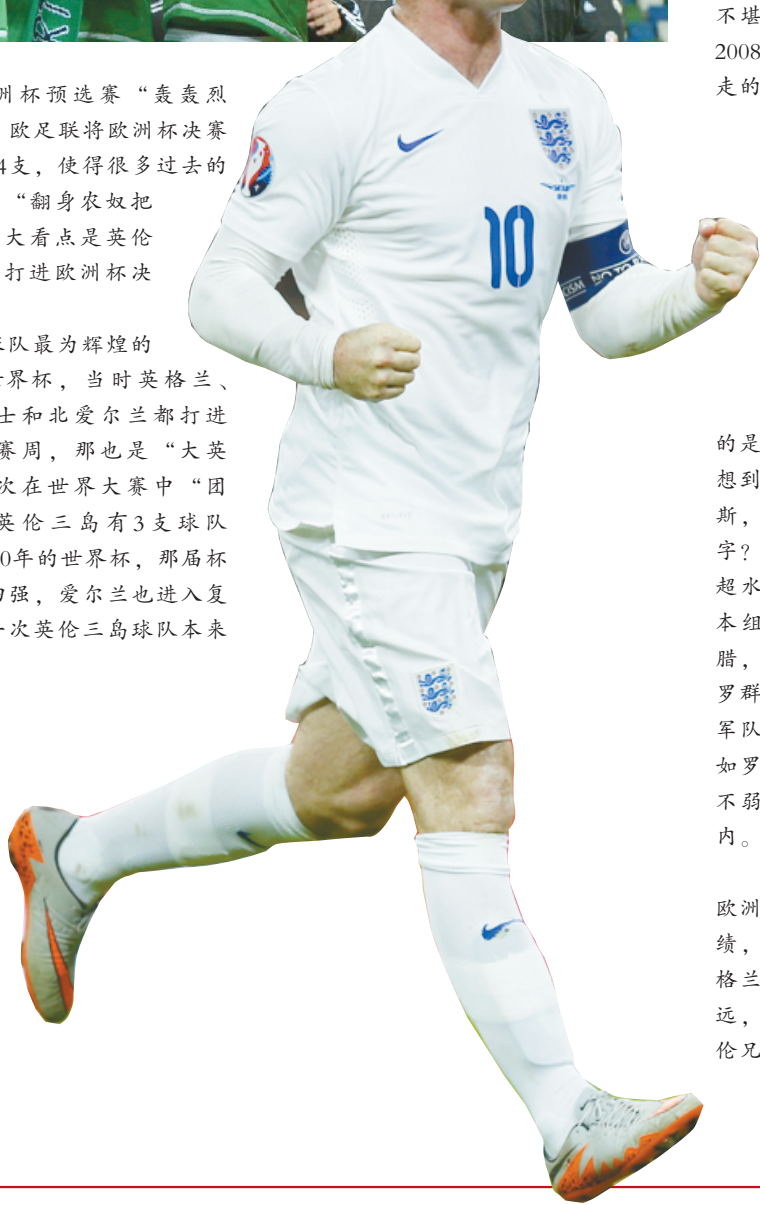 洲杯预选赛“轰轰烈
欧足联将欧洲杯决赛
4支，使得很多过去的
“翻身农奴把
大看点是英伦
打进欧洲杯决
队最为辉煌的
界杯，当时英格兰、
士和北爱尔兰都打进
赛周，那也是“大英
次在世界大赛中“团
英伦三岛有3支球队
0年的世界杯，那届杯
强，爱尔兰也进入复
次英伦三岛球队本来
10
不堪
2008
走的
的是
想到
斯，
字？
超水
本组
腊，
罗群
军队
如罗
不弱
内。
欧洲
绩，
格兰
远，
伦兄